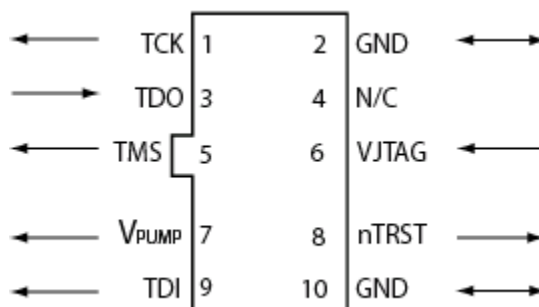 TCK 1 2 GND
TDO 3 4 N/C
TMS 5 6 VJTAG
VPUMP 7 8 nTRST
TDI 9 10 GND